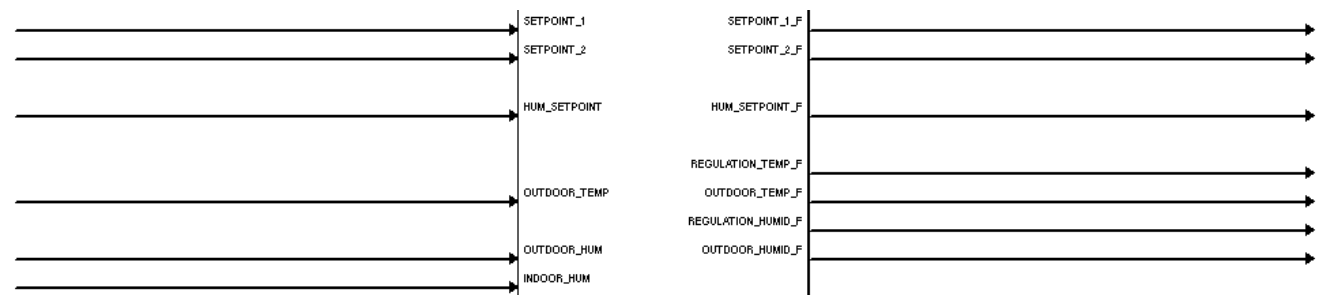 SETPOINT_1
SETPOINT_2
HUM_SETPOINT
OUTDOOR_TEMP
OUTDOOR_HUM
INDOOR_HUM
SETPOINT_1_F
SETPOINT_2_F
HUM_SETPOINT_F
REGULATION_TEMP_F
OUTDOOR_TEMP_F
REGULATION_HUMID_F
OUTDOOR_HUMID_F